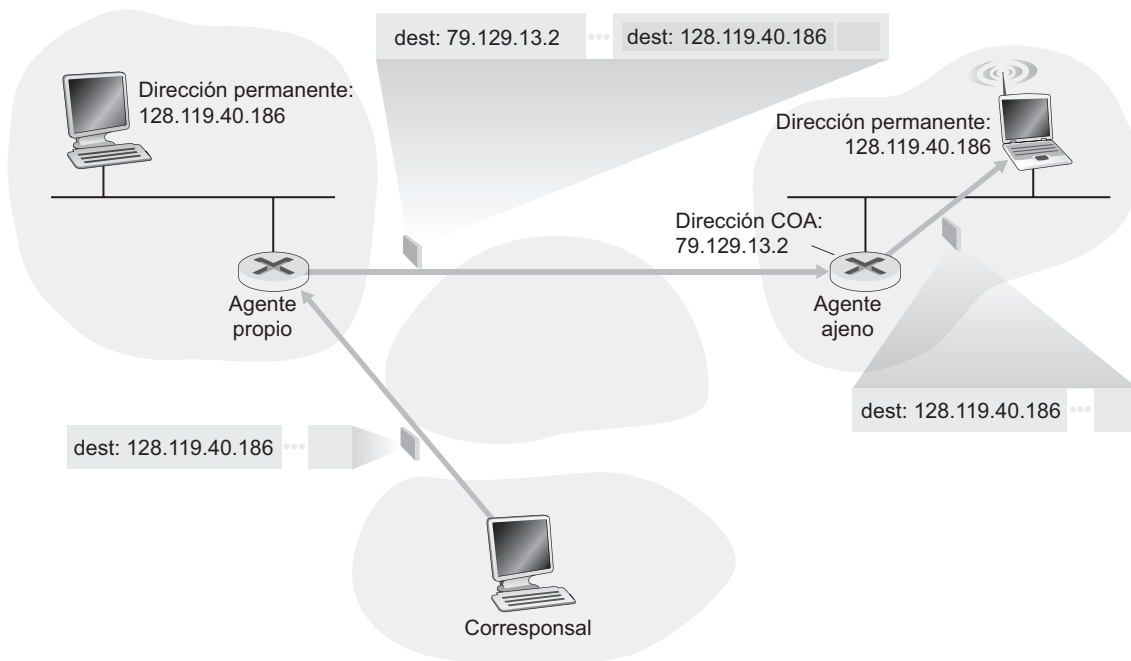 dest: 79.129.13.2 ••• dest: 128.119.40.186
Dirección permanente:
128.119.40.186
Dirección permanente:
128.119.40.186
Dirección COA:
79.129.13.2
Agente
propio
Agente
ajeno
dest: 128.119.40.186 •••
dest: 128.119.40.186 •••
Corresponsal